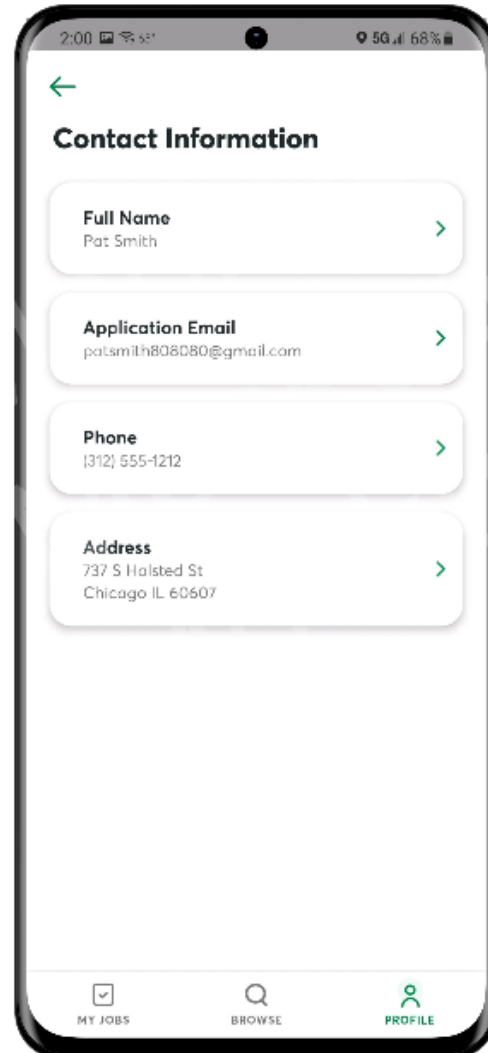 2:00
5G 68%
Contact Information
Full Name
Pat Smith
Application Email
patsmith808080@gmail.com
Phone
(312) 555-1212
Address
737 S Halsted St
Chicago IL 60607
MY JOBS BROWSE PROFILE